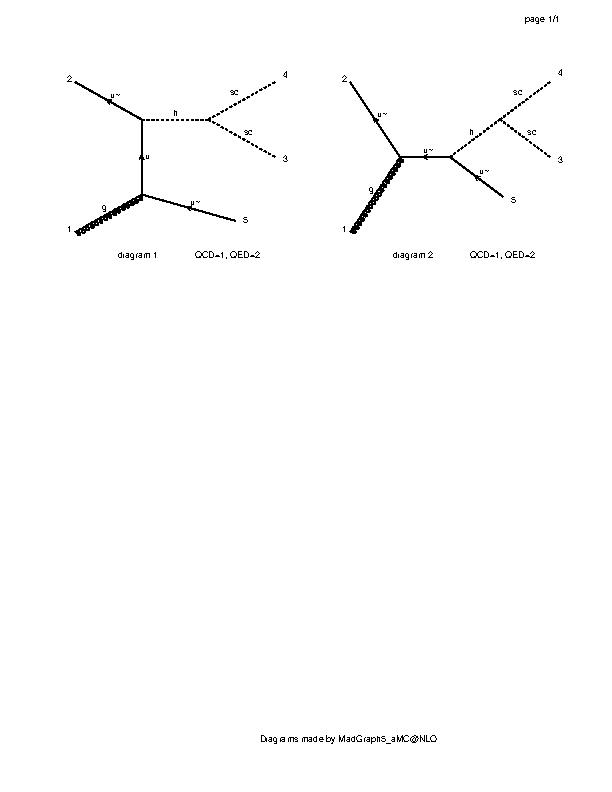 page 1/1
2
u~
h
sc
4
sc
3
u
g
1
u~
5
diagram 1 QCD=1, QED=2
2
u~
sc
4
h
sc
3
u~
g
u~
5
1
diagram 2 QCD=1, QED=2
Diagrams made by MadGraph5_aMC@NLO